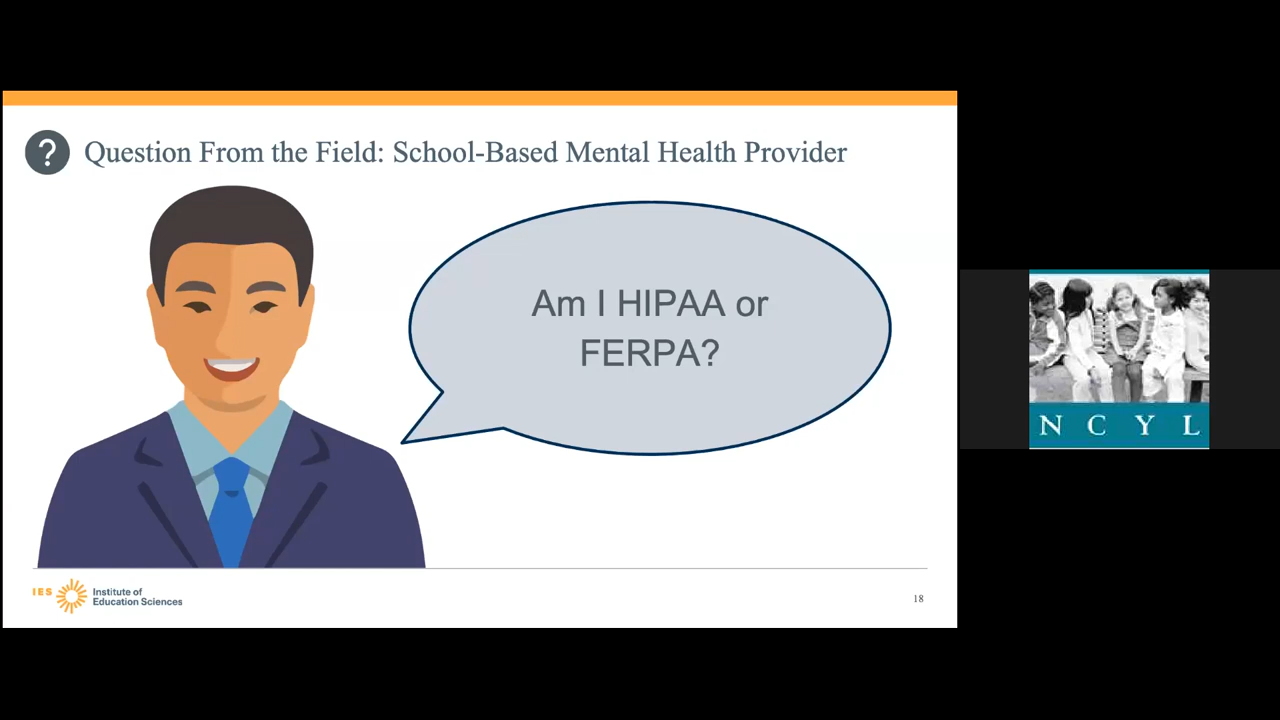 ? Question From the Field: School-Based Mental Health Provider
Am I HIPAA or
FERPA?
N C Y L
IES Institute of
Education Sciences
18